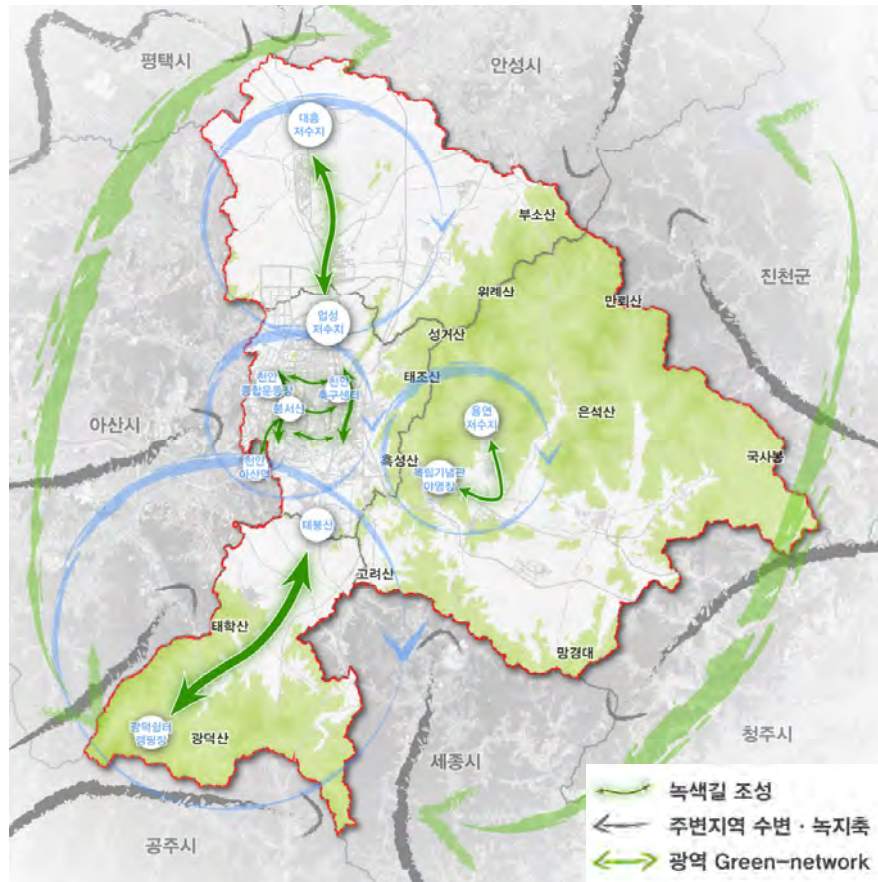 평택시
안성시
대홍
저수지
부소산
진천군
위례산
만뢰산
업성
저수지
성거산
태조산
천안
종합운동장
천안
축구센터
봉서산
용연
저수지
은석산
아산시
흑성산
국사봉
천안
아산역
독립기념관
야영장
태봉산
고려산
태학산
망경대
광덕쉼터
캠핑장
광덕산
청주시
세종시
공주시
녹색길 조성
주변지역 수변 · 녹지축
광역 Green-network